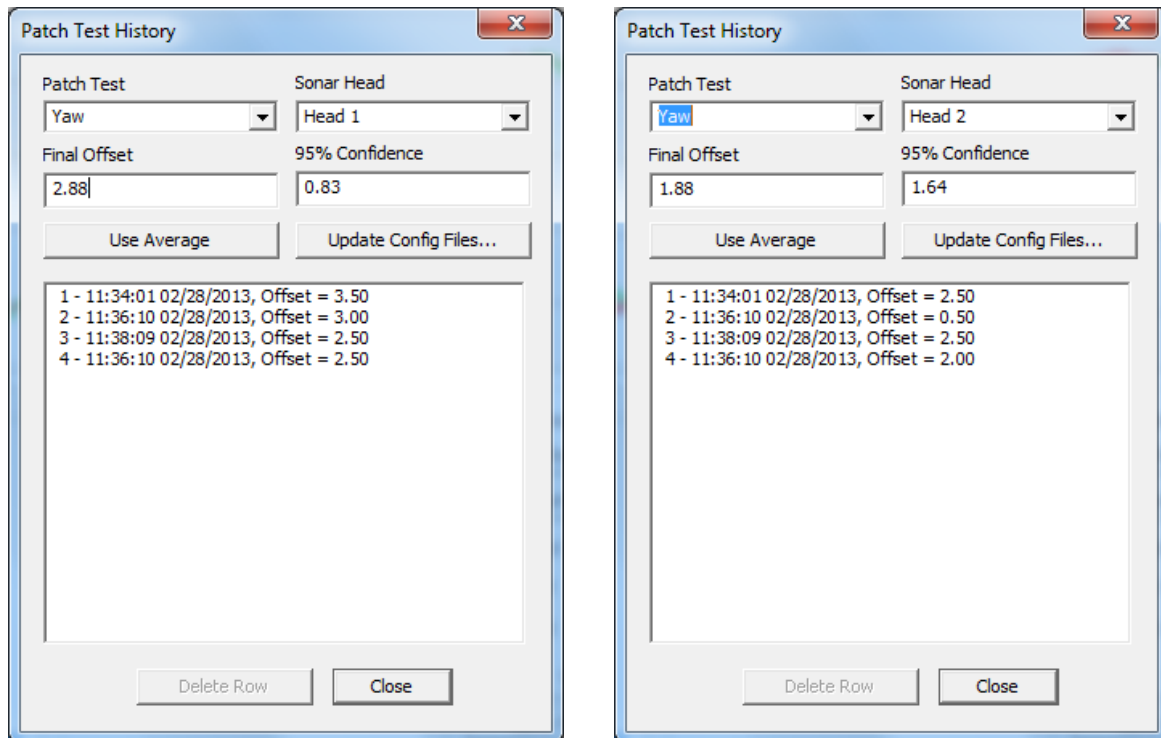 Patch Test History
Patch Test
Sonar Head
Yaw
Head 1
Final Offset
95% Confidence
2.88
0.83
Use Average
Update Config Files...
1 - 11:34:01 02/28/2013, Offset = 3.50
2 - 11:36:10 02/28/2013, Offset = 3.00
3 - 11:38:09 02/28/2013, Offset = 2.50
4 - 11:36:10 02/28/2013, Offset = 2.50
Delete Row
Close
Patch Test History
Patch Test
Sonar Head
Yaw
Head 2
Final Offset
95% Confidence
1.88
1.64
Use Average
Update Config Files...
1 - 11:34:01 02/28/2013, Offset = 2.50
2 - 11:36:10 02/28/2013, Offset = 0.50
3 - 11:38:09 02/28/2013, Offset = 2.50
4 - 11:36:10 02/28/2013, Offset = 2.00
Delete Row
Close